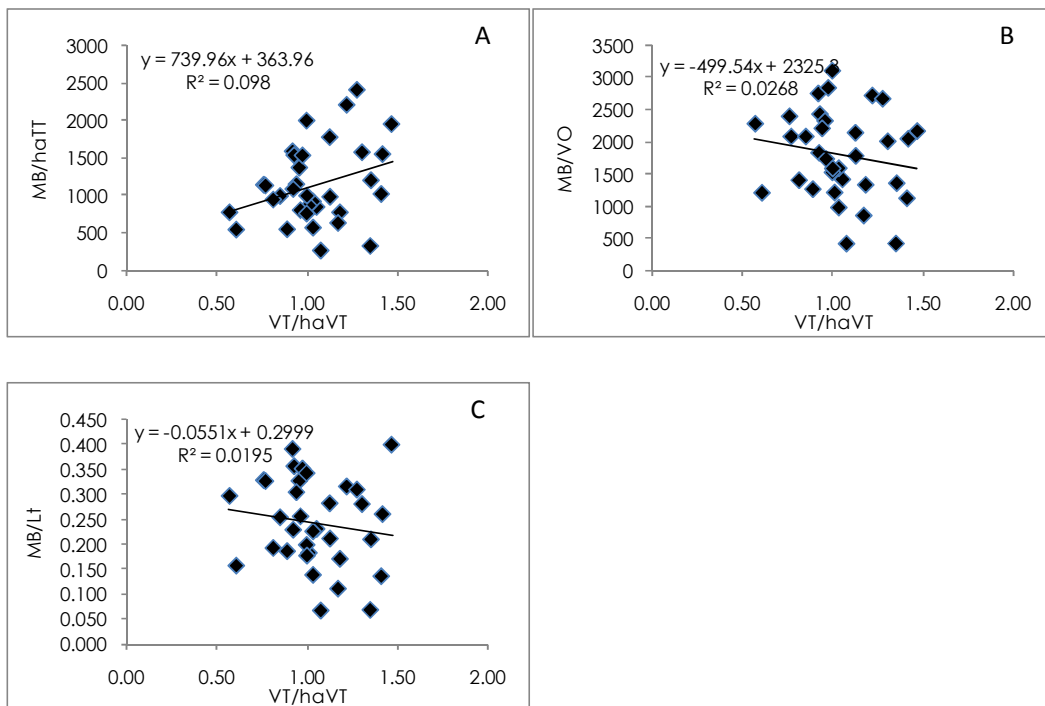 A
y = 739.96x + 363.96
R² = 0.098
3000
2500
2000
1500
1000
500
0
MB/haTT
0.00 0.50 1.00 1.50 2.00
VT/haVT
B
y = -499.54x + 2325.8
R² = 0.0268
3500
3000
2500
2000
1500
1000
500
0
MB/VO
0.00 0.50 1.00 1.50 2.00
VT/haVT
C
y = -0.0551x + 0.2999
R² = 0.0195
0.450
0.400
0.350
0.300
0.250
0.200
0.150
0.100
0.050
0.000
MB/Lt
0.00 0.50 1.00 1.50 2.00
VT/haVT